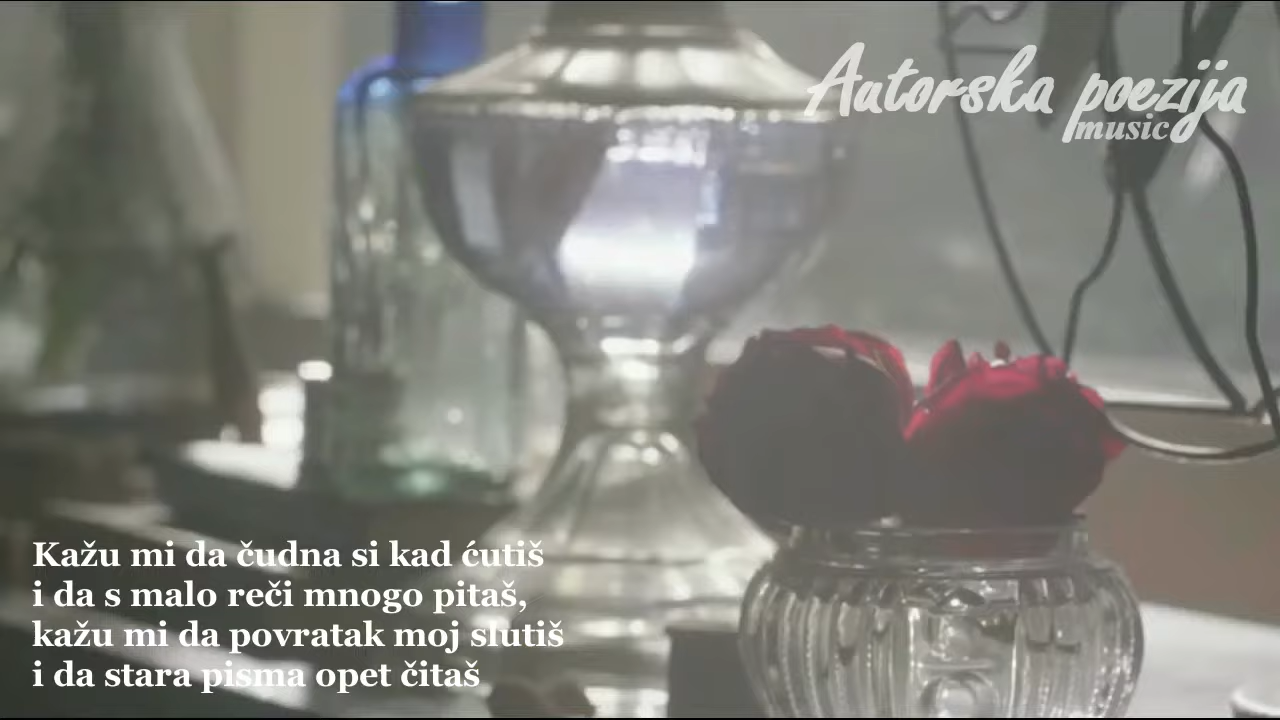 Autorska poezija
music
Kažu mi da čudna si kad ćutiš
i da s malo reči mnogo pitaš,
kažu mi da povratak moj slutiš
i da stara pisma opet čitaš